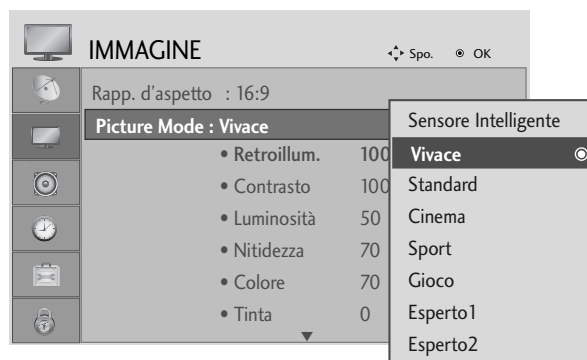 IMMAGINE Spo. OK
Rapp. d'aspetto : 16:9
Picture Mode : Vivace
• Retroillum. 100
• Contrasto 100
• Luminosità 50
• Nitidezza 70
• Colore 70
• Tinta 0
Sensore Intelligente
Vivace
Standard
Cinema
Sport
Gioco
Esperto1
Esperto2